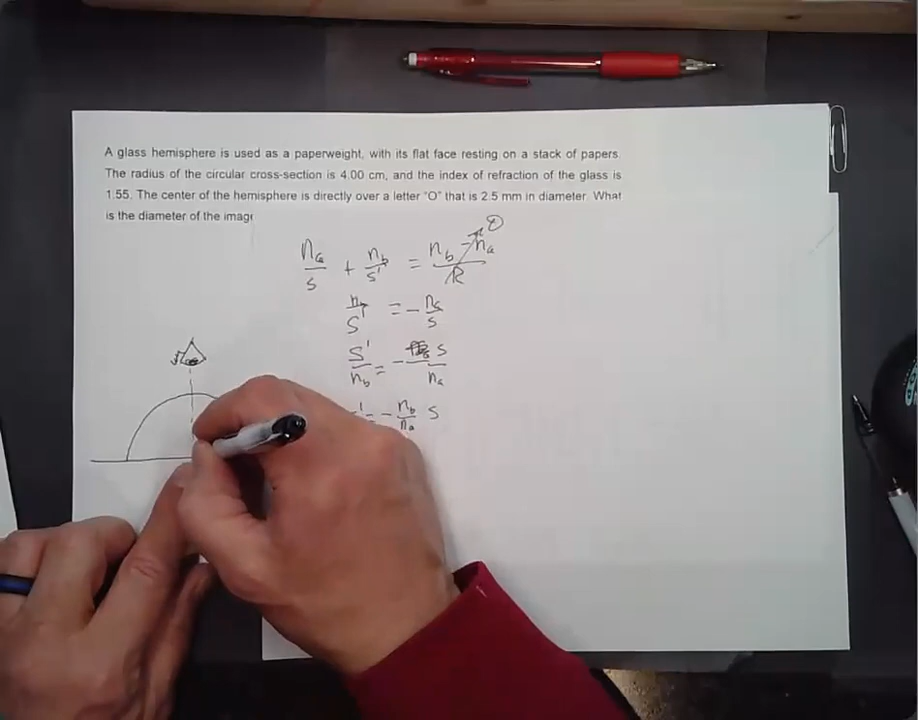 A glass hemisphere is used as a paperweight, with its flat face resting on a stack of papers.
The radius of the circular cross-section is 4.00 cm, and the index of refraction of the glass is
1.55. The center of the hemisphere is directly over a letter "O" that is 2.5 mm in diameter. What
is the diameter of the imag
na/s + nb/s' = nb - na/R 0
= -
s'/nb = - s/na
= - nb/na s